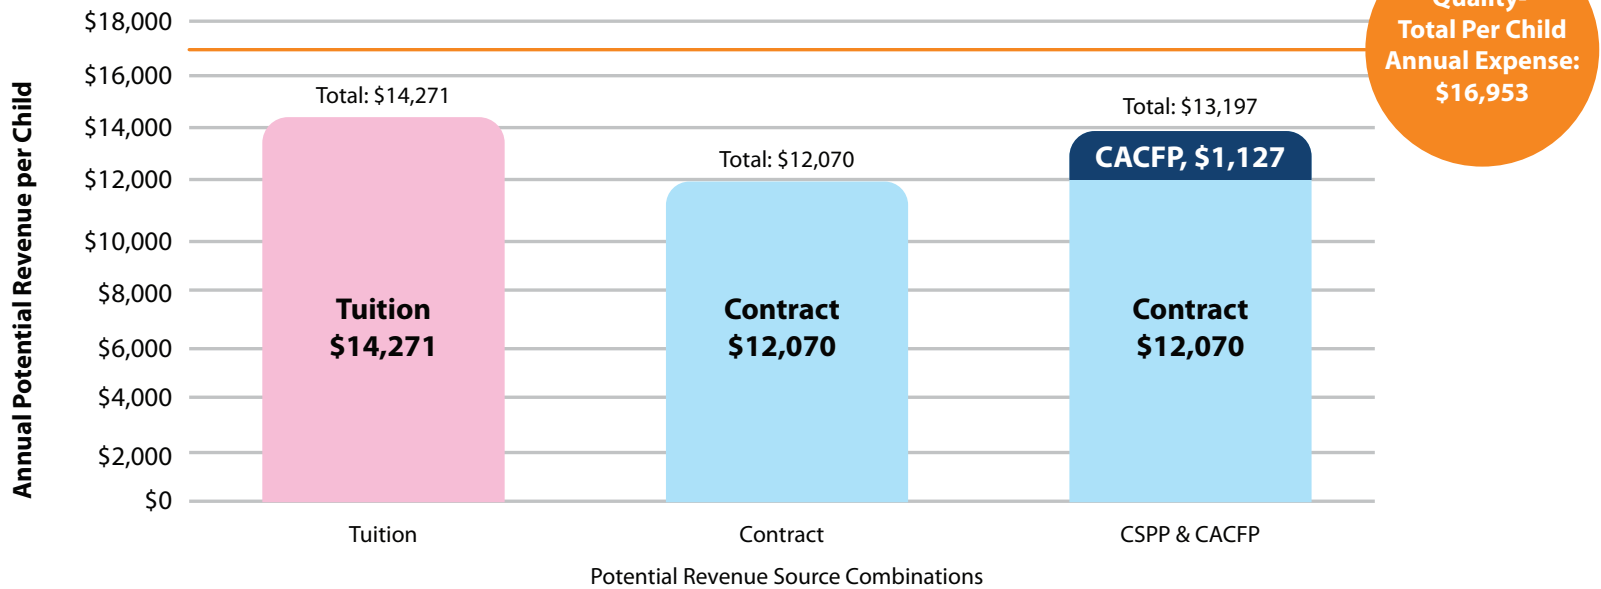 Annual Potential Revenue per Child
$18,000
$16,000
$14,000
$12,000
$10,000
$8,000
$6,000
$4,000
$2,000
$0
Total: $14,271
Tuition
$14,271
Total: $12,070
Contract
$12,070
Total: $13,197
CACFP, $1,127
Contract
$12,070
Quality-
Total Per Child
Annual Expense:
$16,953
Tuition
Contract
CSPP & CACFP
Potential Revenue Source Combinations